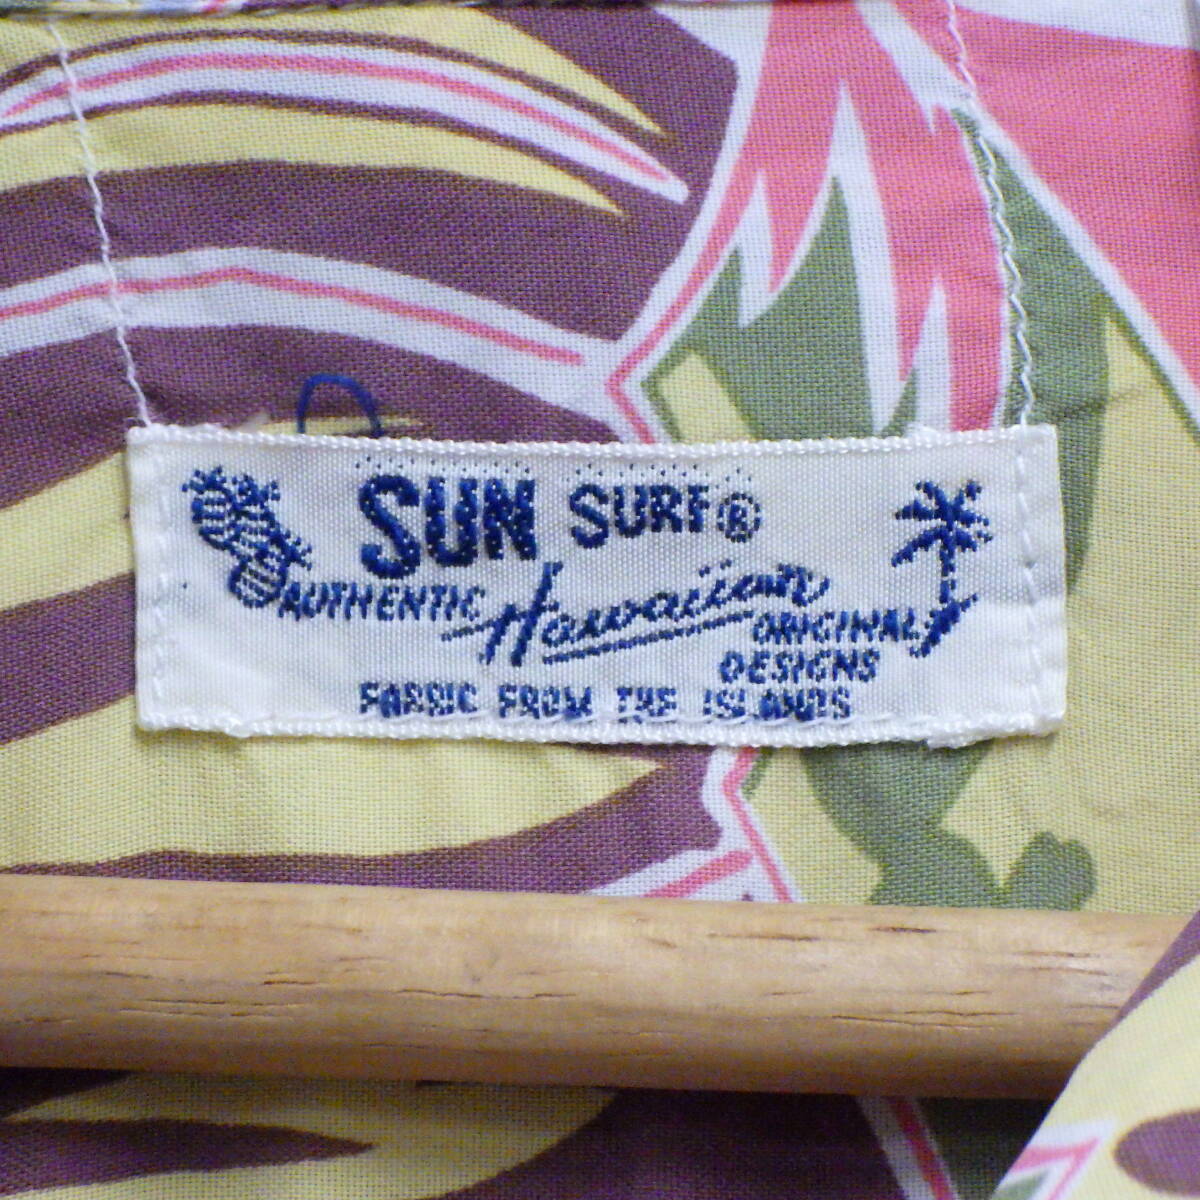 SUN SURF®
AUTHENTIC Hawaiian ORIGINAL
DESIGNS
FABRIC FROM THE ISLANDS